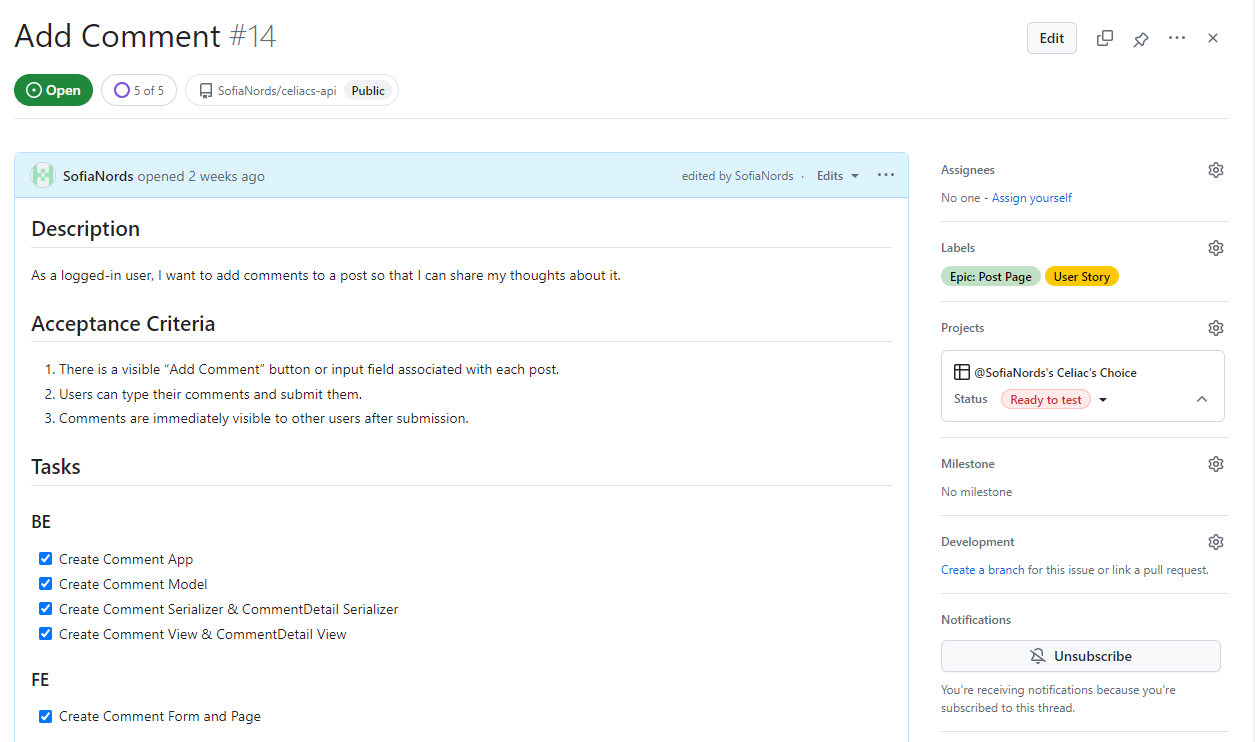 Add Comment #14
Edit
Open
5 of 5
SofiaNords/celiacs-api
Public
SofiaNords opened 2 weeks ago
edited by SofiaNords · Edits
Description
As a logged-in user, I want to add comments to a post so that I can share my thoughts about it.
Acceptance Criteria
1. There is a visible “Add Comment” button or input field associated with each post.
2. Users can type their comments and submit them.
3. Comments are immediately visible to other users after submission.
Tasks
BE
Create Comment App
Create Comment Model
Create Comment Serializer & CommentDetail Serializer
Create Comment View & CommentDetail View
FE
Create Comment Form and Page
Assignees
No one - Assign yourself
Labels
Epic: Post Page
User Story
Projects
@SofiaNords's Celiac's Choice
Status
Ready to test
Milestone
No milestone
Development
Create a branch for this issue or link a pull request.
Notifications
Unsubscribe
You're receiving notifications because you're
subscribed to this thread.